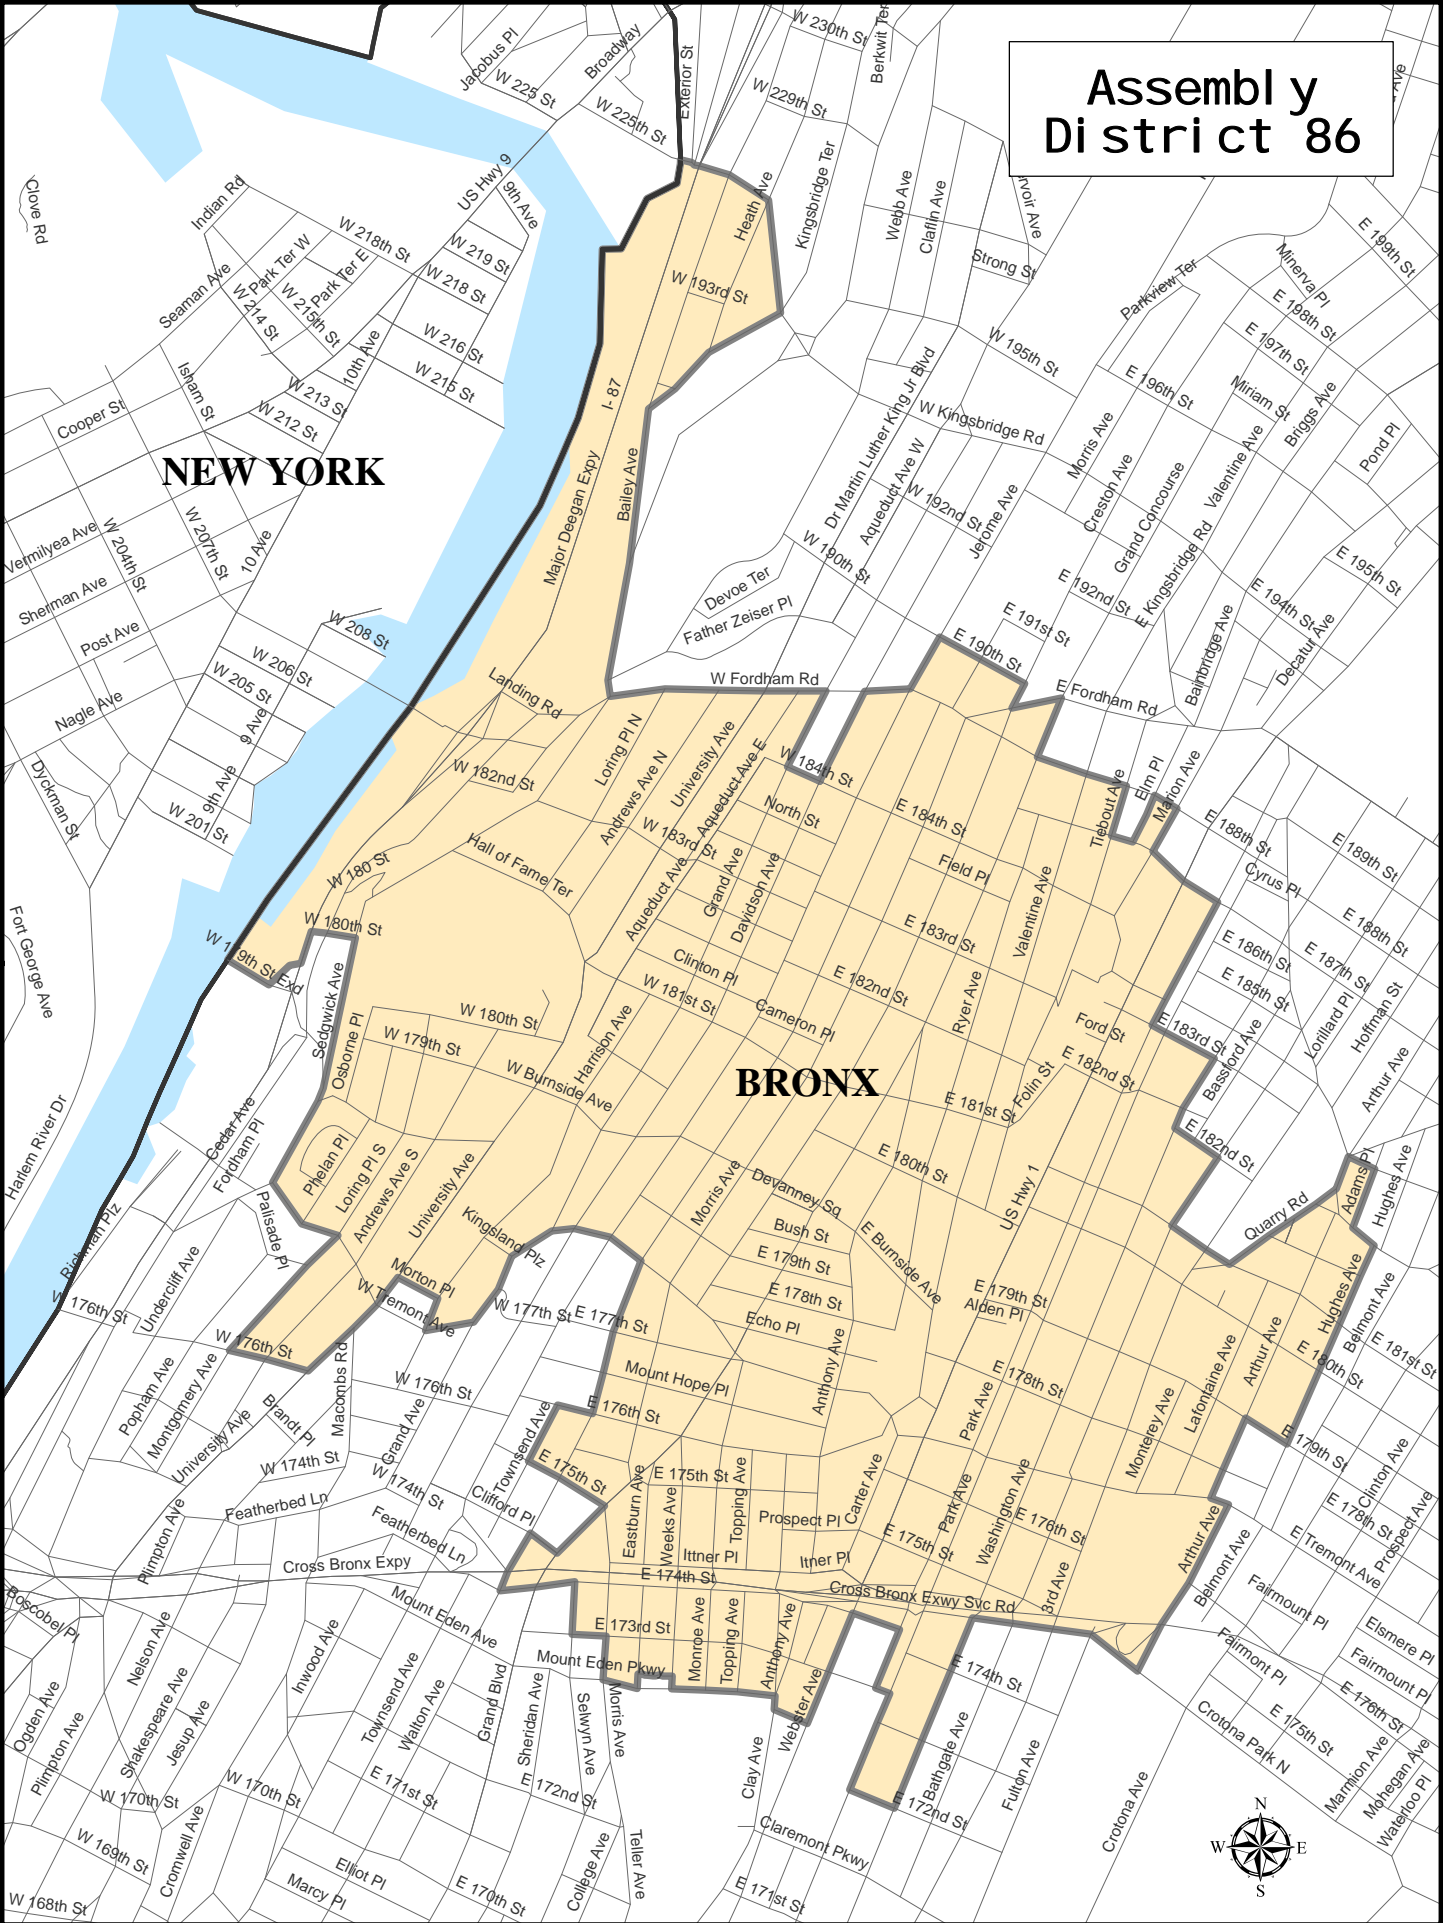 Assembly
District 86
W 230th St
Berkwit Ter
Jacobus Pl
Broadway
W 225 St
W 225th St
Exterior St
W 229th St
Kingsbridge Ter
Webb Ave
Claflin Ave
Strong St
US Hwy 9
9th Ave
Clove Rd
Indian Rd
W 218th St
W 219 St
W 218 St
Park Ter W
Park Ter E
Seaman Ave
W 214 St
W 215th St
Heath Ave
W 193rd St
E 199th St
Minerva Pl
Parkview Ter
E 198th St
E 197th St
W 216 St
W 215 St
10th Ave
Isham St
W 213 St
W 212 St
Cooper St
W 195th St
E 196th St
Miriam St
Briggs Ave
Pond Pl
I- 87
Dr Martin Luther King Jr Blvd
W Kingsbridge Rd
Aqueduct Ave W
W 192nd St
Morris Ave
Creston Ave
Grand Concourse
Valentine Ave
NEW YORK
Bailey Ave
Major Deegan Expy
Jerome Ave
E Kingsbridge Rd
Vermilyea Ave
W 204th St
W 207th St
10 Ave
Sherman Ave
Post Ave
W 190th St
Devoe Ter
Father Zeiser Pl
E 192nd St
E 191st St
E 190th St
E 195th St
E 194th St
Bainbridge Ave
Decatur Ave
W 208 St
W 206 St
W 205 St
Nagle Ave
9 Ave
9th Ave
W 201 St
Dyckman St
Landing Rd
W Fordham Rd
E Fordham Rd
Loring Pl N
University Ave
Aqueduct Ave E
W 184th St
W 182nd St
Andrews Ave N
W 183rd St
North St
E 184th St
Tiebout Ave
Elm Pl
Marion Ave
E 188th St
E 189th St
Cyrus Pl
Hall of Fame Ter
W 180 St
Grand Ave
Davidson Ave
Field Pl
Aqueduct Ave
Valentine Ave
E 183rd St
E 188th St
E 187th St
E 186th St
E 185th St
Fort George Ave
W 180th St
Sedgwick Ave
Clinton Pl
W 181st St
E 182nd St
Cameron Pl
Ryer Ave
Ford St
E 183rd St
Bassford Ave
Lorillard Pl
Hoffman St
Arthur Ave
Osborne Pl
W 180th St
W 179th St
Harrison Ave
W Burnside Ave
BRONX
E 181st St
Folin St
E 182nd St
E 182nd St
Harlem River Dr
Cedar Ave
Fordham Pl
Phelan Pl
Loring Pl S
Andrews Ave S
University Ave
Morris Ave
Devanney Sq
E 180th St
US Hwy 1
Adams Pl
Hughes Ave
Quarry Rd
Palisade Pl
Kingsland Plz
Bush St
E 179th St
E 178th St
E Burnside Ave
E 179th St
Alden Pl
Hughes Ave
Belmont Ave
Richman Plz
Undercliff Ave
Morton Pl
W Tremont Ave
W 177th St
E 177th St
Echo Pl
W 176th St
W 176th St
Macombs Rd
W 176th St
Mount Hope Pl
Anthony Ave
E 178th St
Lafontaine Ave
Arthur Ave
E 180th St
E 181st St
Popham Ave
Montgomery Ave
Brandt Pl
University Ave
W 174th St
Grand Ave
W 174th St
Townsend Ave
E 176th St
Park Ave
Monterey Ave
E 179th St
E 175th St
Clifford Pl
Eastburn Ave
E 175th St
Weeks Ave
Topping Ave
Carter Ave
Prospect Pl
Park Ave
Washington Ave
E 176th St
Clinton Ave
E 178th St
Prospect Ave
Featherbed Ln
Featherbed Ln
Plimpton Ave
Ittner Pl
Itner Pl
E 175th St
Arthur Ave
E Tremont Ave
Cross Bronx Expy
E 174th St
Cross Bronx Exwy Svc Rd
3rd Ave
Belmont Ave
Fairmount Pl
Boscobel Pl
Mount Eden Ave
E 173rd St
Mount Eden Pkwy
Monroe Ave
Topping Ave
Anthony Ave
Webster Ave
E 174th St
Fairmont Pl
Elsmere Pl
Fairmount Pl
Nelson Ave
Inwood Ave
Ogden Ave
Plimpton Ave
Shakespeare Ave
Jesup Ave
Townsend Ave
Walton Ave
Grand Blvd
Sheridan Ave
Selwyn Ave
Morris Ave
Clay Ave
Bathgate Ave
Fulton Ave
Crotona Park N
E 176th St
E 175th St
Marmion Ave
Mohegan Ave
Waterloo Pl
W 170th St
W 170th St
E 171st St
E 172nd St
E 172nd St
W 169th St
Cromwell Ave
Elliot Pl
Marcy Pl
E 170th St
College Ave
Teller Ave
Claremont Pkwy
E 171st St
Crotona Ave
W 168th St
N
W
E
S